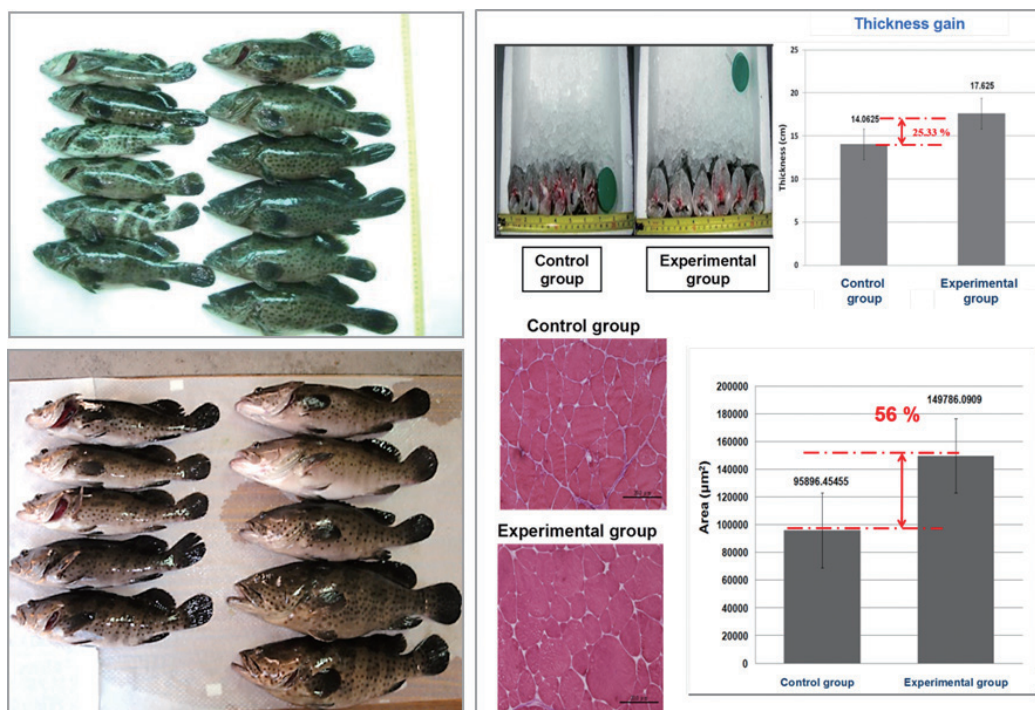 Thickness gain
25
20
15
10
5
0
Thickness (cm)
14.0625
17.625
25.33 %
Control
group
Experimental
group
Control
group
Experimental
group
Control group
Experimental group
200000
180000
160000
140000
120000
100000
80000
60000
40000
20000
0
Area (µm²)
95896.45455
149786.0909
56 %
Control group
Experimental group